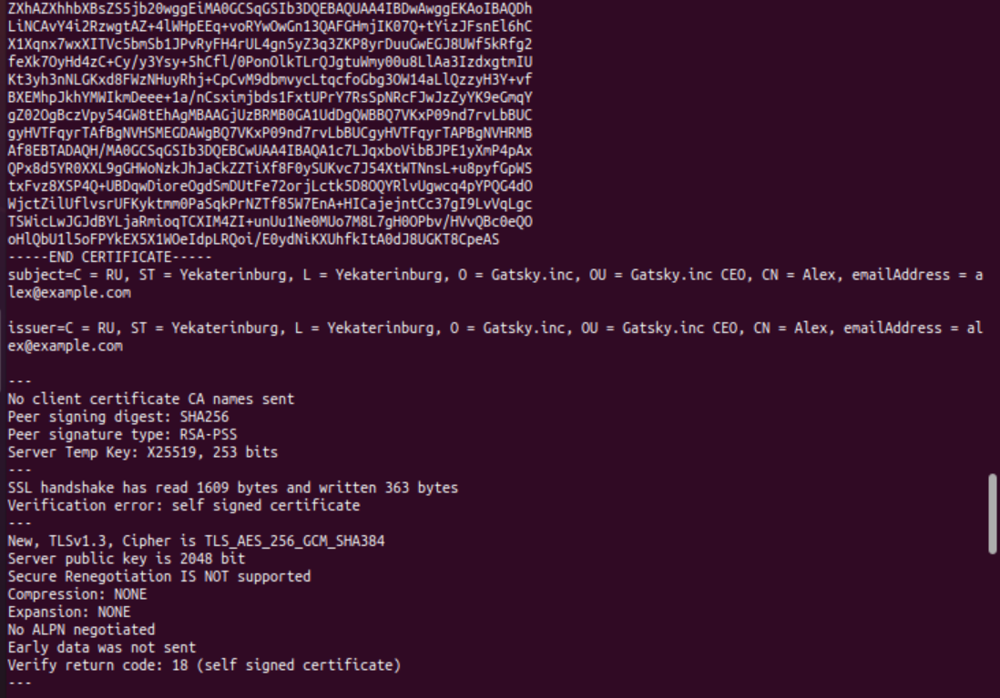 ZXhAZXhhbXBsZS5jb20wggEiMA0GCSqGSIb3DQEBAQUAA4IBDwAwggEKAoIBAQDh
LiNCAvY4i2RzwgtAZ+4lWHpEEq+voRYwOwGn13QAFGHmjIK07Q+tYizJFsnEl6hC
X1Xqnx7wxXITVc5bmSb1JPvRyFH4rUL4gn5yZ3q3ZKP8yrDuuGwEGJ8UWf5kRfg2
feXk7OyHd4zC+Cy/y3Ysy+5hCfl/0PonOlkTLrQJgtuWmy00u8LlAa3IzdxgtmIU
Kt3yh3nNLGKxd8FWzNHuyRhj+CpCvM9dbmvycLtqcfoGbg3OW14aLlQzzyH3Y+vf
BXEMhpJkhYMWIkmDeee+1a/nCsximjbds1FxtUPrY7RsSpNRcFJwJzZyYK9eGmqY
gZ02OgBczVpy54GW8tEhAgMBAAGjUzBRMB0GA1UdDgQWBBQ7VKxP09nd7rvLbBUC
gyHVTFqyrTAfBgNVHSMEGDAWgBQ7VKxP09nd7rvLbBUCgyHVTFqyrTAPBgNVHRMB
Af8EBTADAQH/MA0GCSqGSIb3DQEBCwUAA4IBAQA1c7LJqxboVibBJPE1yXmP4pAx
QPx8d5YR0XXL9gGHWoNzkJhJaCkZZTiXf8F0ySUKvc7J54XtWTNnsL+u8pyfGpWS
txFvz8XSP4Q+UBDqwDioreOgdSmDUtFe72orjLctk5D8OQYRlvUgwcq4pYPQG4dO
WjctZilUflvsrUFKyktmm0PaSqkPrNZTf85W7EnA+HICajejntCc37gI9LvVqLgc
TSWicLwJGJdBYLjaRmioqTCXIM4ZI+unUu1Ne0MUo7M8L7gH0OPbv/HVvQBc0eQO
oHlQbU1l5oFPYkEX5X1WOeIdpLRQoi/E0ydNiKXUhfkItA0dJ8UGKT8CpeAS
-----END CERTIFICATE-----
subject=C = RU, ST = Yekaterinburg, L = Yekaterinburg, O = Gatsky.inc, OU = Gatsky.inc CEO, CN = Alex, emailAddress = a
lex@example.com
issuer=C = RU, ST = Yekaterinburg, L = Yekaterinburg, O = Gatsky.inc, OU = Gatsky.inc CEO, CN = Alex, emailAddress = al
ex@example.com
---
No client certificate CA names sent
Peer signing digest: SHA256
Peer signature type: RSA-PSS
Server Temp Key: X25519, 253 bits
---
SSL handshake has read 1609 bytes and written 363 bytes
Verification error: self signed certificate
---
New, TLSv1.3, Cipher is TLS_AES_256_GCM_SHA384
Server public key is 2048 bit
Secure Renegotiation IS NOT supported
Compression: NONE
Expansion: NONE
No ALPN negotiated
Early data was not sent
Verify return code: 18 (self signed certificate)
---